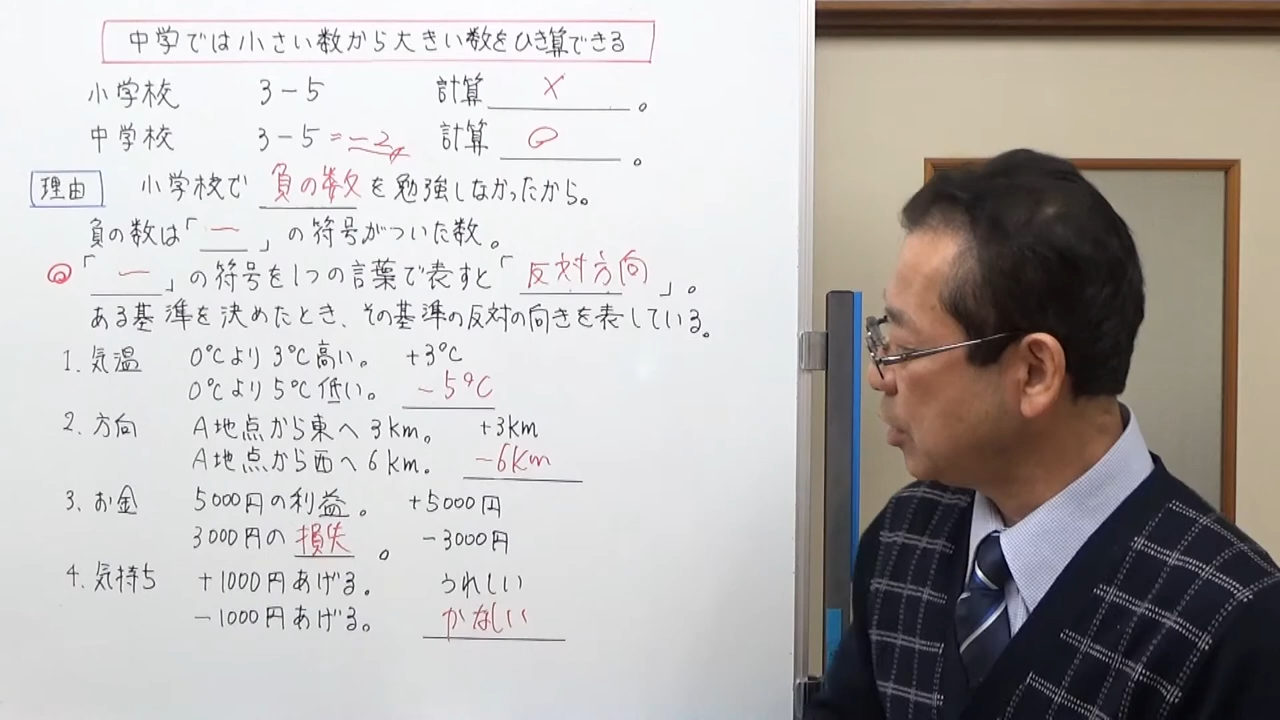 中学では小さい数から大きい数をひき算できる
小学校 3－5 計算 × 。
中学校 3－5=－2 計算 ○ 。
理由 小学校で 負の数 を勉強しなかったから。
負の数は「 － 」の符号がついた数。
◎「 － 」の符号を1つの言葉で表すと「 反対方向 」。
ある基準を決めたとき、その基準の反対の向きを表している。
1. 気温 0℃より3℃高い。 +3℃
0℃より5℃低い。 －5℃
2. 方向 A地点から東へ3km。 +3km
A地点から西へ6km。 －6km
3. お金 5000円の利益。 +5000円
3000円の 損失 。 －3000円
4. 気持ち +1000円あげる。 うれしい
－1000円あげる。 かなしい